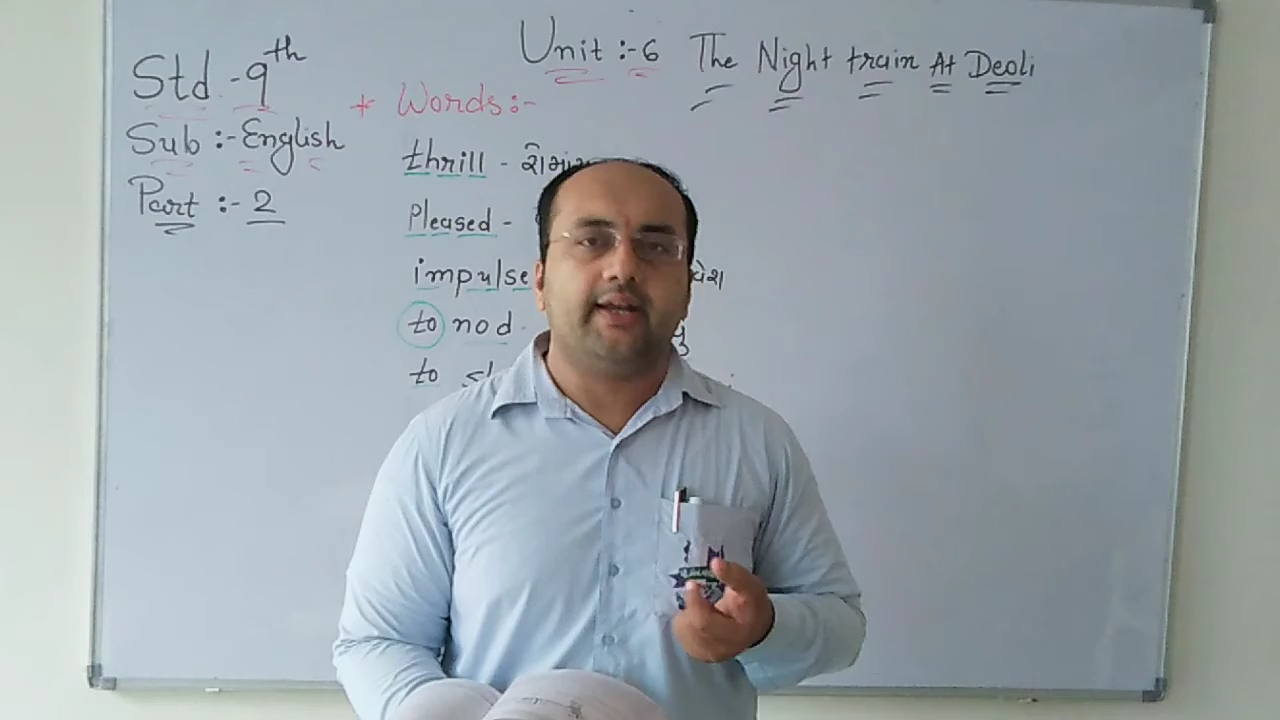 Std - 9th
Unit :- 6 The Night train At Deoli
Sub :- English
Part :- 2
* Words :-
thrill -
Pleased -
impulse
to nod -
to